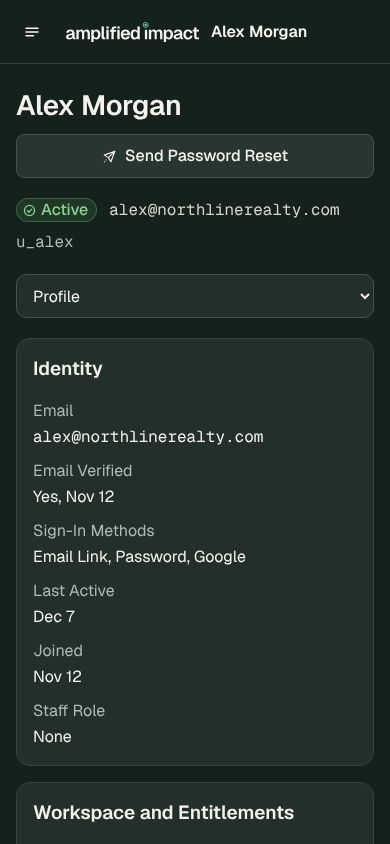 amplified impact Alex Morgan
Alex Morgan
Send Password Reset
Active alex@northlinerealty.com
u_alex
Profile
Identity
Email
alex@northlinerealty.com
Email Verified
Yes, Nov 12
Sign-In Methods
Email Link, Password, Google
Last Active
Dec 7
Joined
Nov 12
Staff Role
None
Workspace and Entitlements